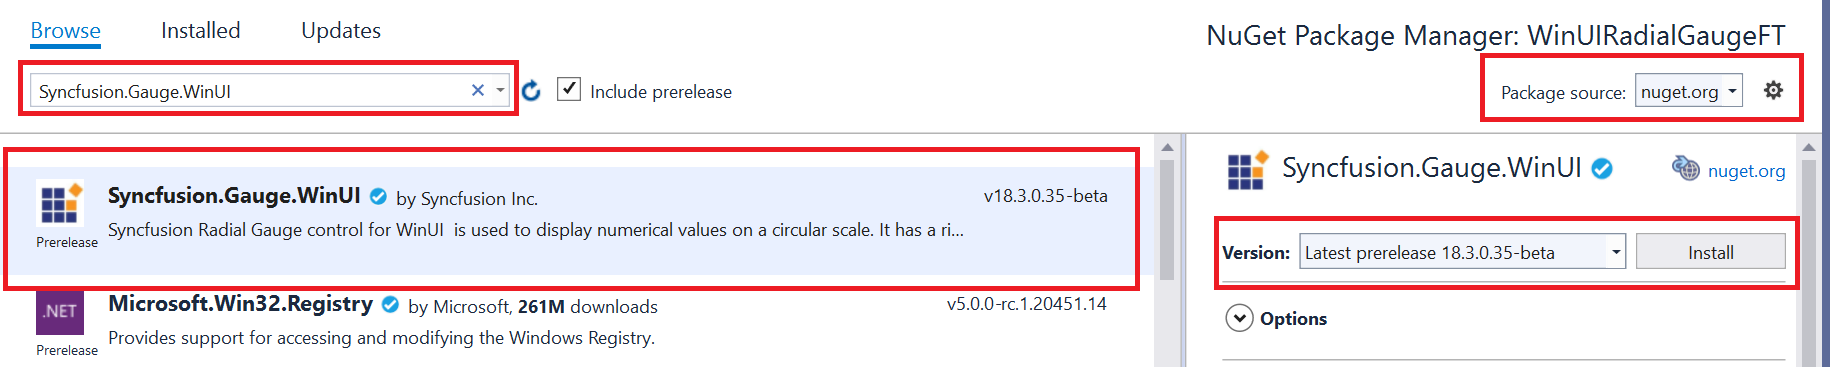 Browse Installed Updates
NuGet Package Manager: WinUIRadialGaugeFT
Syncfusion.Gauge.WinUI
Include prerelease
Package source: nuget.org
Syncfusion.Gauge.WinUI by Syncfusion Inc. v18.3.0.35-beta
Syncfusion Radial Gauge control for WinUI is used to display numerical values on a circular scale. It has a ri...
Prerelease
.NET
Microsoft.Win32.Registry by Microsoft, 261M downloads v5.0.0-rc.1.20451.14
Provides support for accessing and modifying the Windows Registry.
Prerelease
Syncfusion.Gauge.WinUI nuget.org
Version: Latest prerelease 18.3.0.35-beta Install
Options